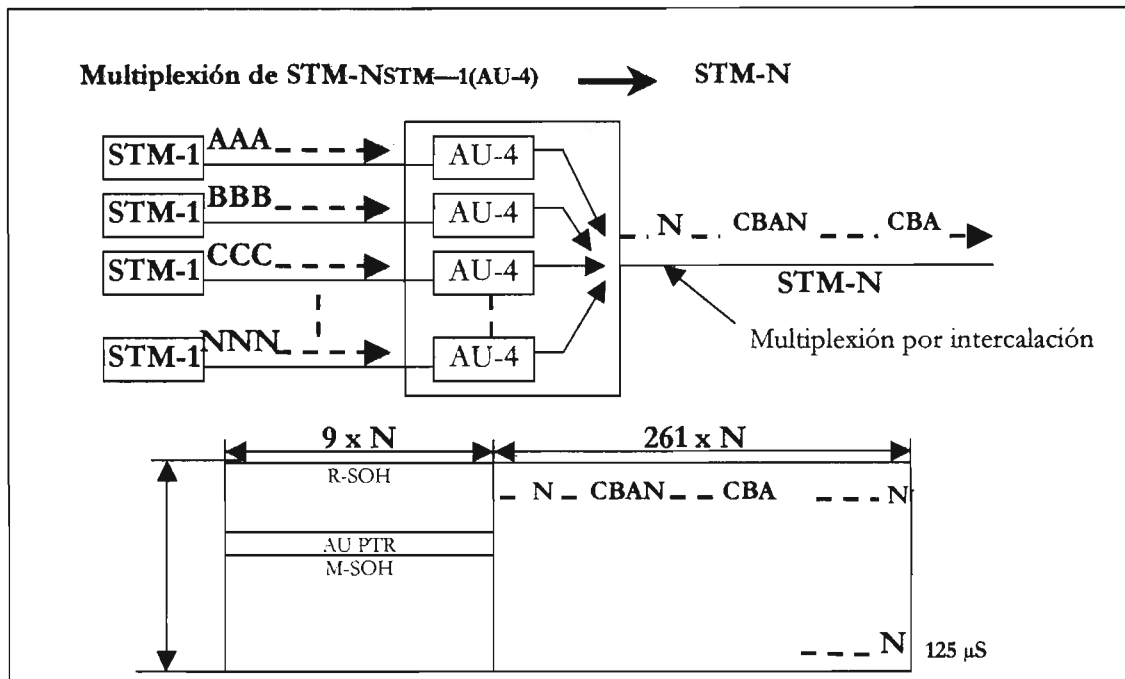 Multiplexión de STM-NSTM—1(AU-4) STM-N
STM-1 AAA AU-4
STM-1 BBB AU-4
N CBAN CBA
STM-1 CCC AU-4
STM-N
Multiplexión por intercalación
STM-1 NNN AU-4
9 x N 261 x N
R-SOH
N CBAN CBA N
AU PTR
M-SOH
N 125 µS